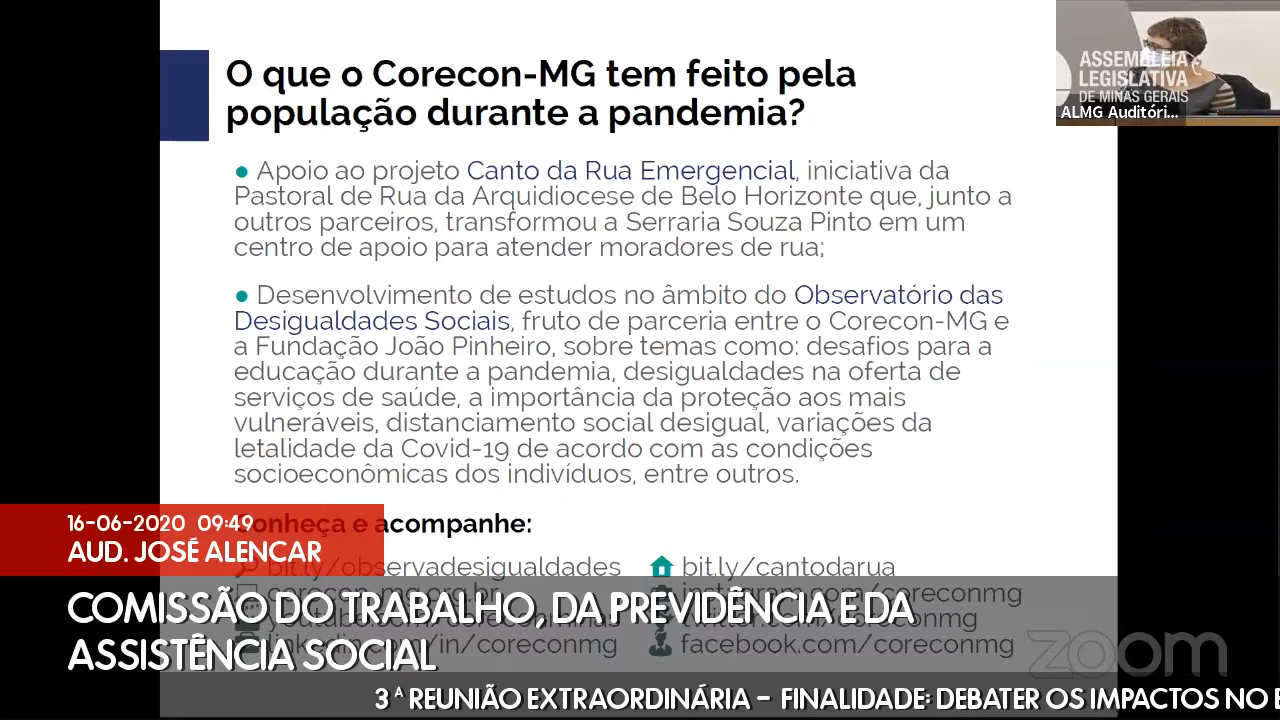 O que o Corecon-MG tem feito pela
população durante a pandemia?
ASSEMBLEIA
LEGISLATIVA
DE MINAS GERAIS
ALMG Auditóri...
● Apoio ao projeto Canto da Rua Emergencial, iniciativa da
Pastoral de Rua da Arquidiocese de Belo Horizonte que, junto a
outros parceiros, transformou a Serraria Souza Pinto em um
centro de apoio para atender moradores de rua;
● Desenvolvimento de estudos no âmbito do Observatório das
Desigualdades Sociais, fruto de parceria entre o Corecon-MG e
a Fundação João Pinheiro, sobre temas como: desafios para a
educação durante a pandemia, desigualdades na oferta de
serviços de saúde, a importância da proteção aos mais
vulneráveis, distanciamento social desigual, variações da
letalidade da Covid-19 de acordo com as condições
socioeconômicas dos indivíduos, entre outros.
Conheça e acompanhe:
bit.ly/observadesigualdades
bit.ly/cantodarua
instagram.com/coreconmg
facebook.com/coreconmg
16-06-2020 09:49
AUD. JOSÉ ALENCAR
COMISSÃO DO TRABALHO, DA PREVIDÊNCIA E DA
ASSISTÊNCIA SOCIAL
zoom
3ª REUNIÃO EXTRAORDINÁRIA – FINALIDADE: DEBATER OS IMPACTOS NO